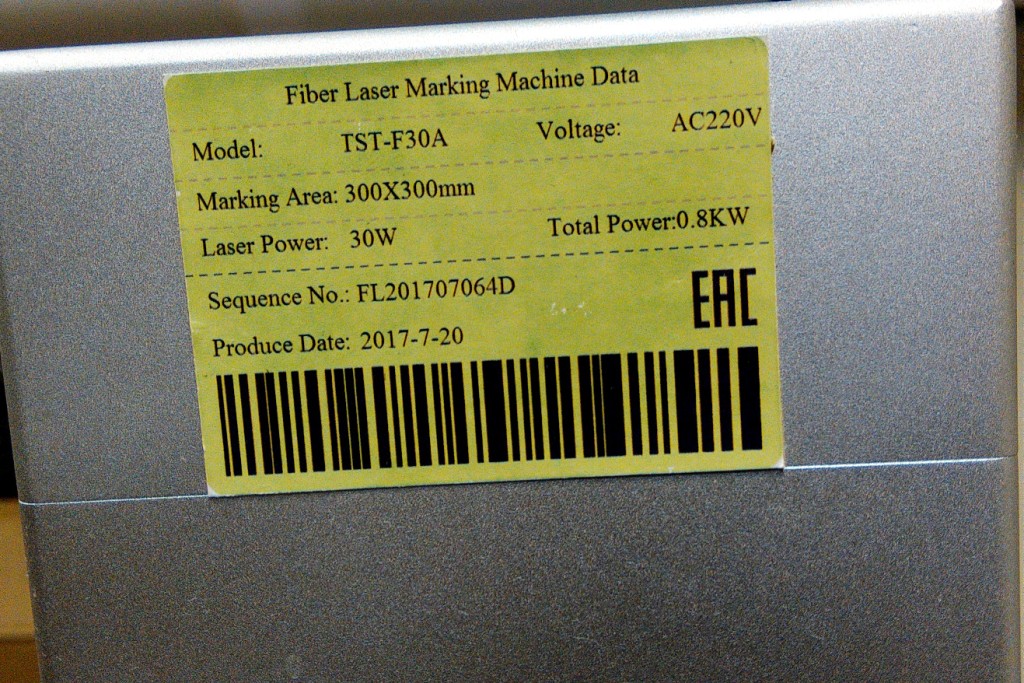 Fiber Laser Marking Machine Data
Model: TST-F30A Voltage: AC220V
Marking Area: 300X300mm
Laser Power: 30W Total Power:0.8KW
Sequence No.: FL201707064D
EAC
Produce Date: 2017-7-20